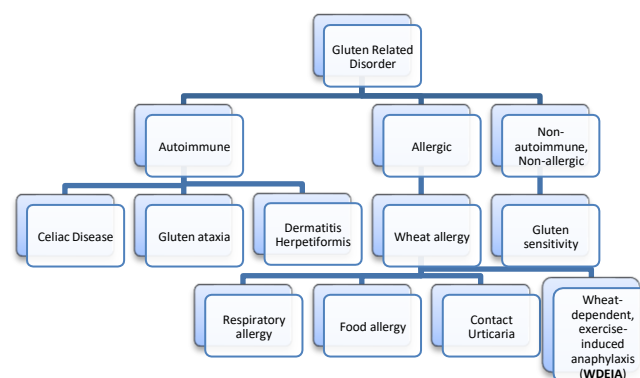 Gluten Related
Disorder
Autoimmune
Allergic
Non-
autoimmune,
Non-allergic
Celiac Disease
Gluten ataxia
Dermatitis
Herpetiformis
Wheat allergy
Gluten
sensitivity
Respiratory
allergy
Food allergy
Contact
Urticaria
Wheat-
dependent,
exercise-
induced
anaphylaxis
(WDEIA)